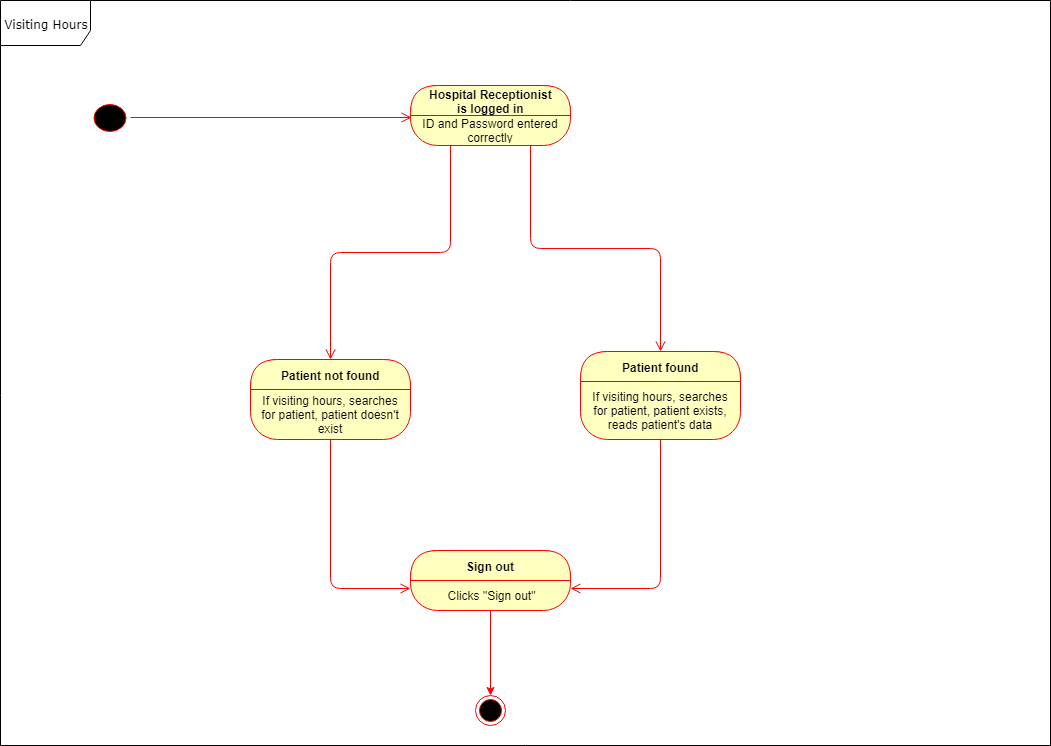 Visiting Hours
Hospital Receptionist
is logged in
ID and Password entered
correctly
Patient not found
If visiting hours, searches
for patient, patient doesn't
exist
Patient found
If visiting hours, searches
for patient, patient exists,
reads patient's data
Sign out
Clicks "Sign out"